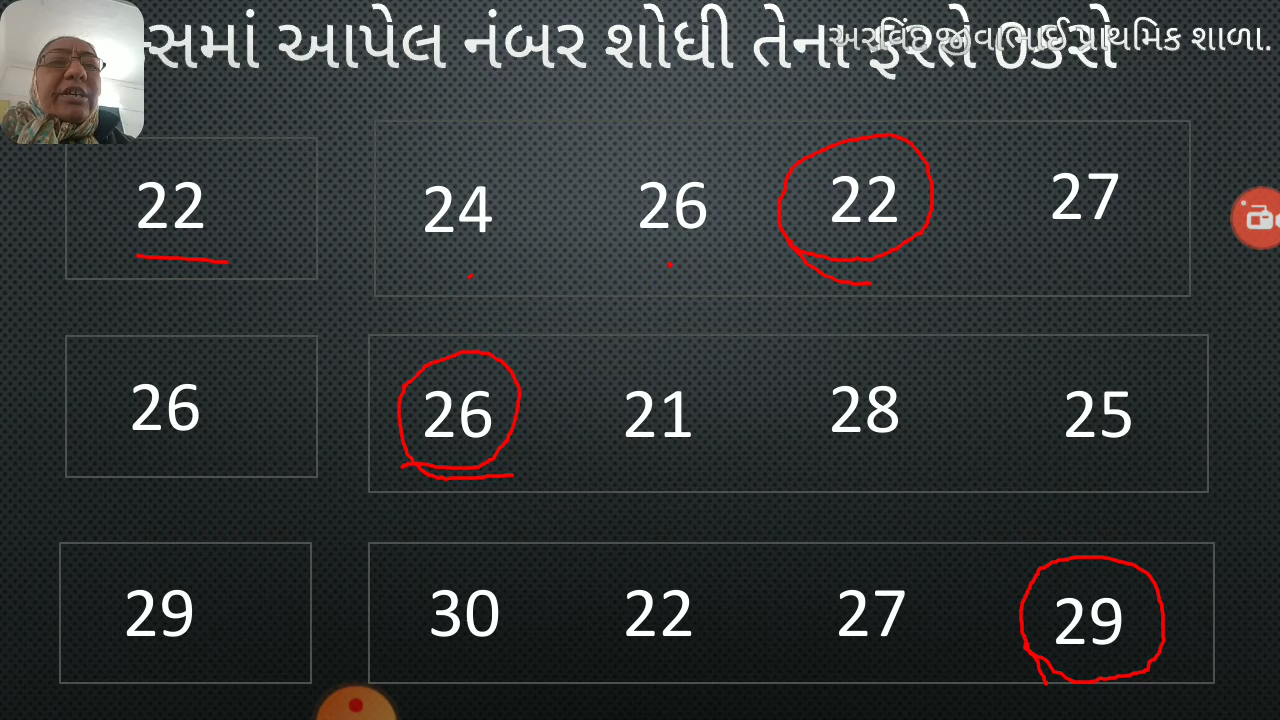 આપેલ નંબર શોધી તેના ફરતે
અરવિંદ જીવાભાઈ પ્રાથમિક શાળા.
22 24 26 22 27
26 26 21 28 25
29 30 22 27 29